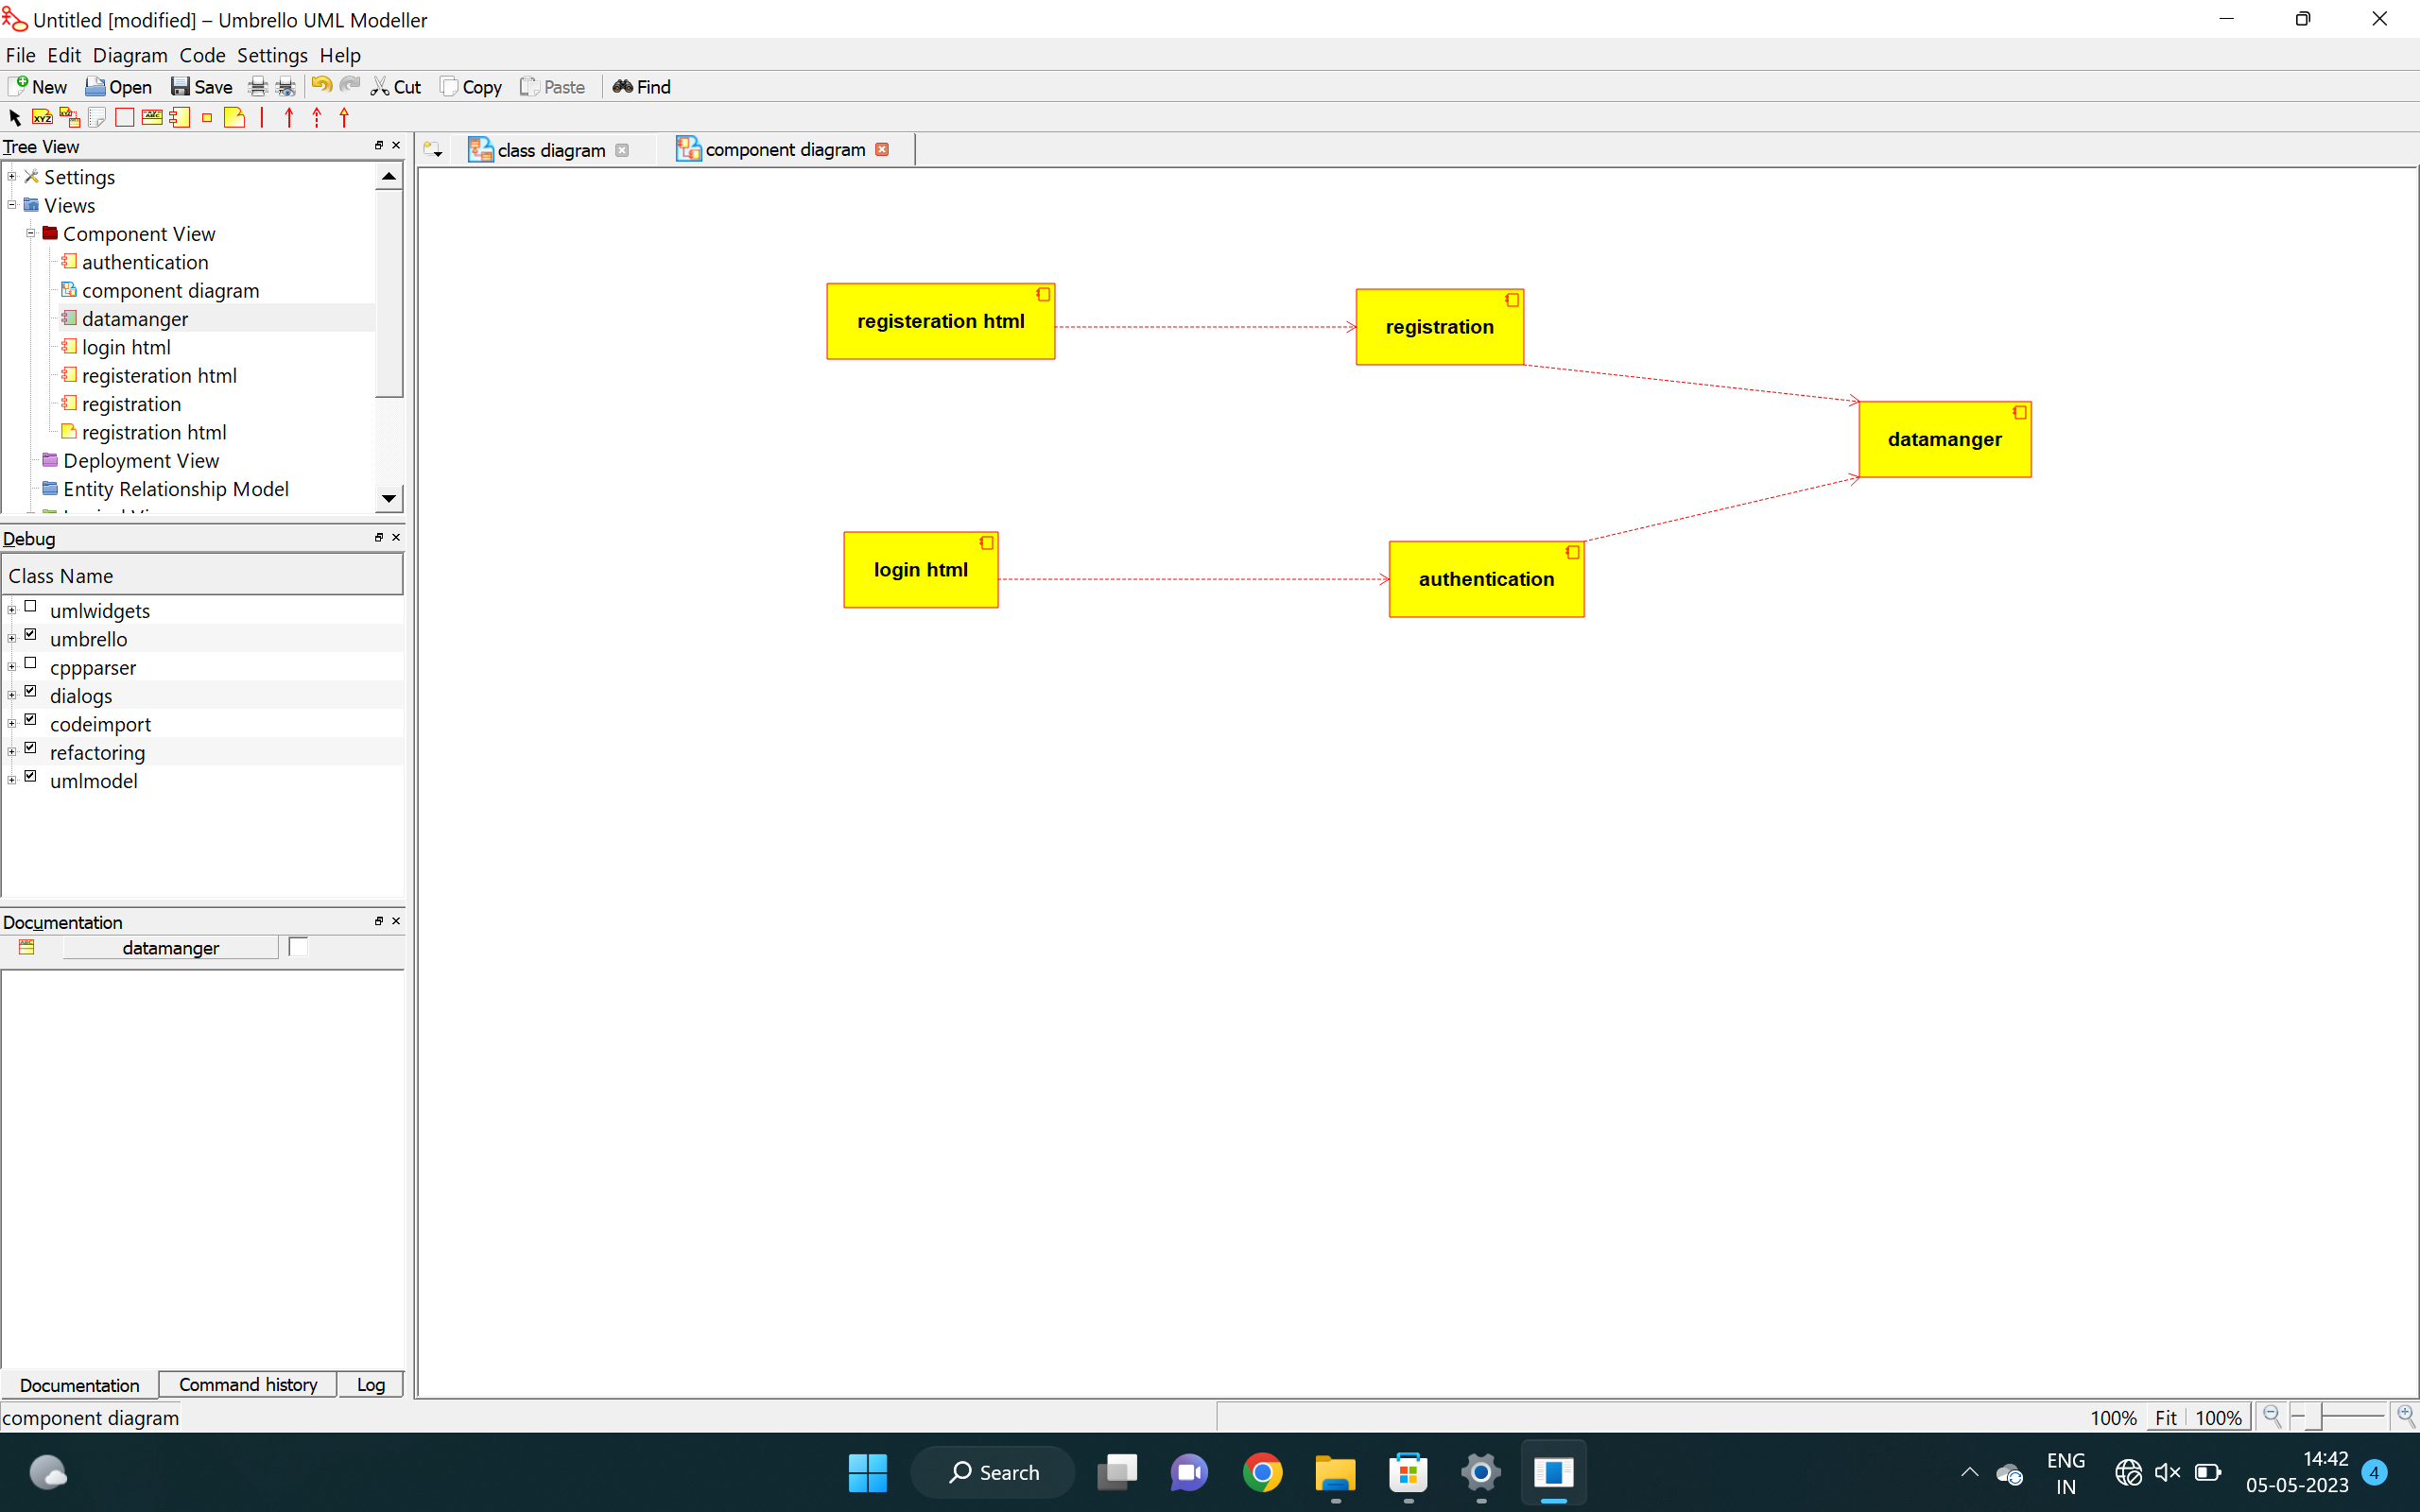 Untitled [modified] – Umbrello UML Modeller
File Edit Diagram Code Settings Help
New Open Save Cut Copy Paste Find
Tree View
class diagram component diagram
Settings
Views
Component View
authentication
component diagram
datamanger
login html
registeration html
registration
registration html
Deployment View
Entity Relationship Model
Debug
Class Name
umlwidgets
umbrello
cppparser
dialogs
codeimport
refactoring
umlmodel
Documentation
datamanger
Documentation Command history Log
registeration html
registration
datamanger
login html
authentication
component diagram
100% Fit 100%
Search
ENG
IN
14:42
05-05-2023
4